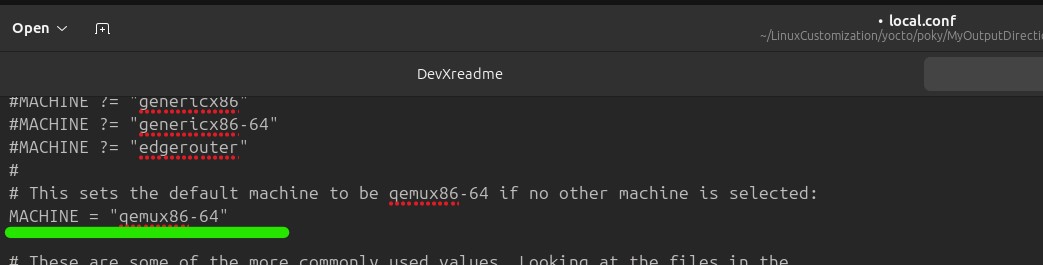 Open
• local.conf
~/LinuxCustomization/yocto/poky/MyOutputDirecti
DevXreadme
#MACHINE ?= "genericx86"
#MACHINE ?= "genericx86-64"
#MACHINE ?= "edgerouter"
#
# This sets the default machine to be qemux86-64 if no other machine is selected:
MACHINE = "qemux86-64"
# These are some of the more commonly used values. Looking at the files in the